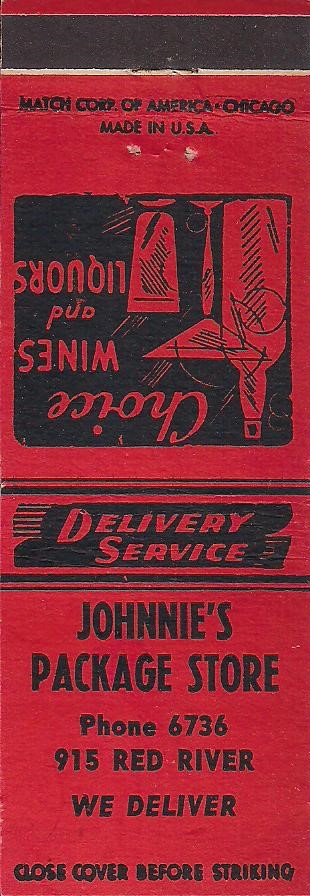 MATCH CORP. OF AMERICA • CHICAGO
MADE IN U.S.A.
Choice
WINES
and
LIQUORS
DELIVERY
SERVICE
JOHNNIE'S
PACKAGE STORE
Phone 6736
915 RED RIVER
WE DELIVER
CLOSE COVER BEFORE STRIKING